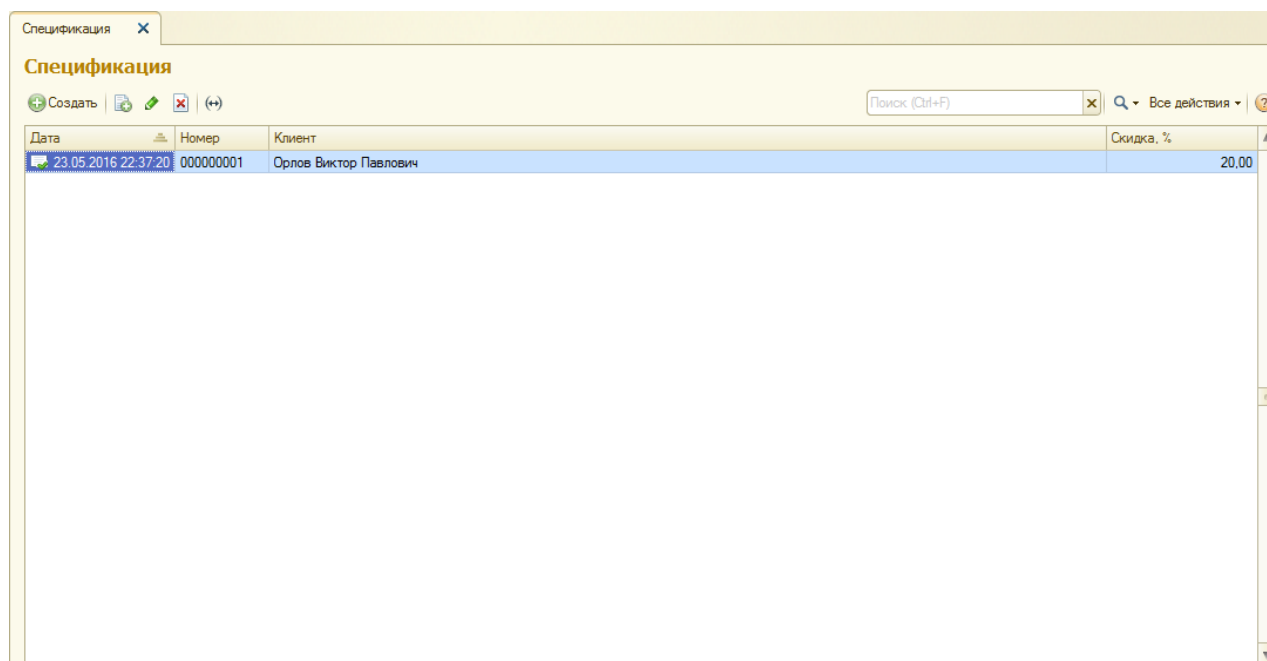 Спецификация
Спецификация
Создать Поиск (Ctrl+F) Все действия
Дата Номер Клиент Скидка, %
23.05.2016 22:37:20 000000001 Орлов Виктор Павлович 20,00